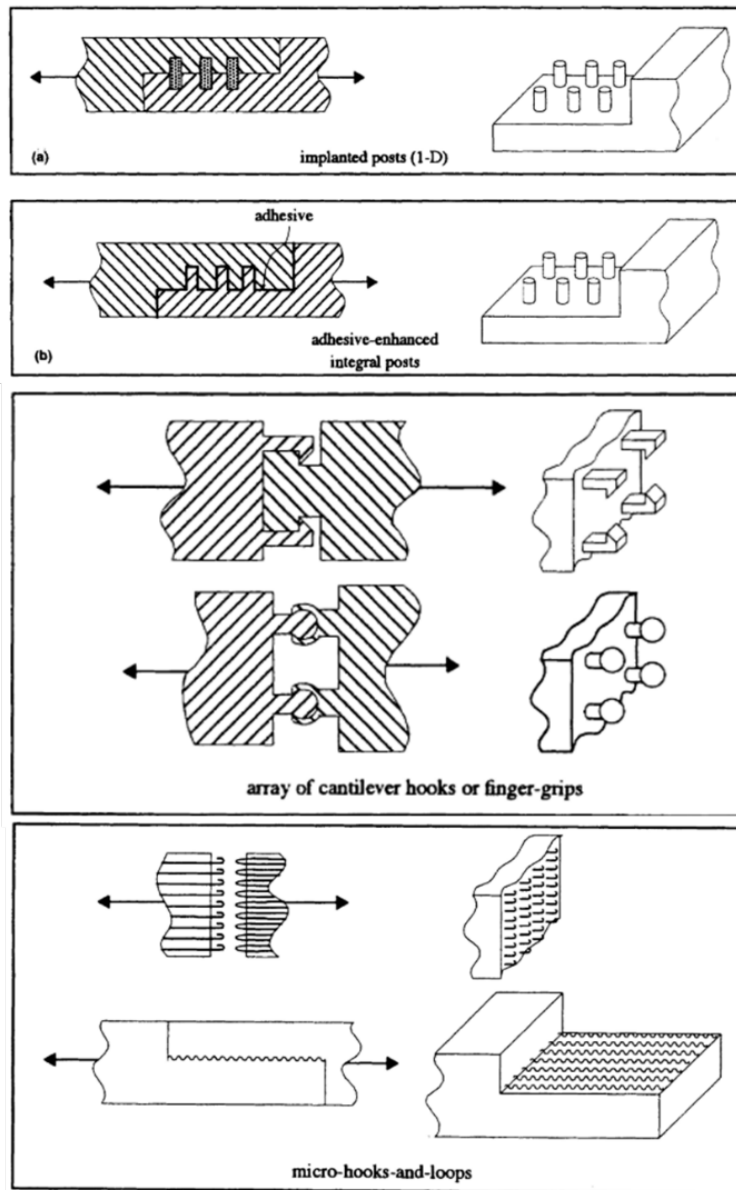 (a)
implanted posts (1-D)
adhesive
(b)
adhesive-enhanced
integral posts
array of cantilever hooks or finger-grips
micro-hooks-and-loops